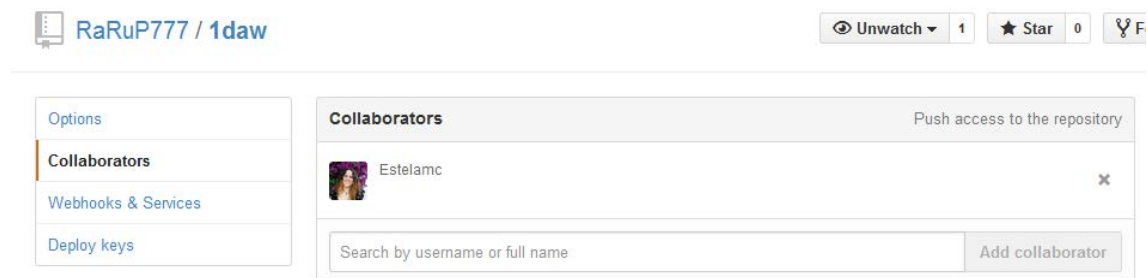 RaRuP777 / 1daw
Unwatch 1 Star 0 F
Options
Collaborators
Webhooks & Services
Deploy keys
Collaborators Push access to the repository
Estelamc
Search by username or full name Add collaborator